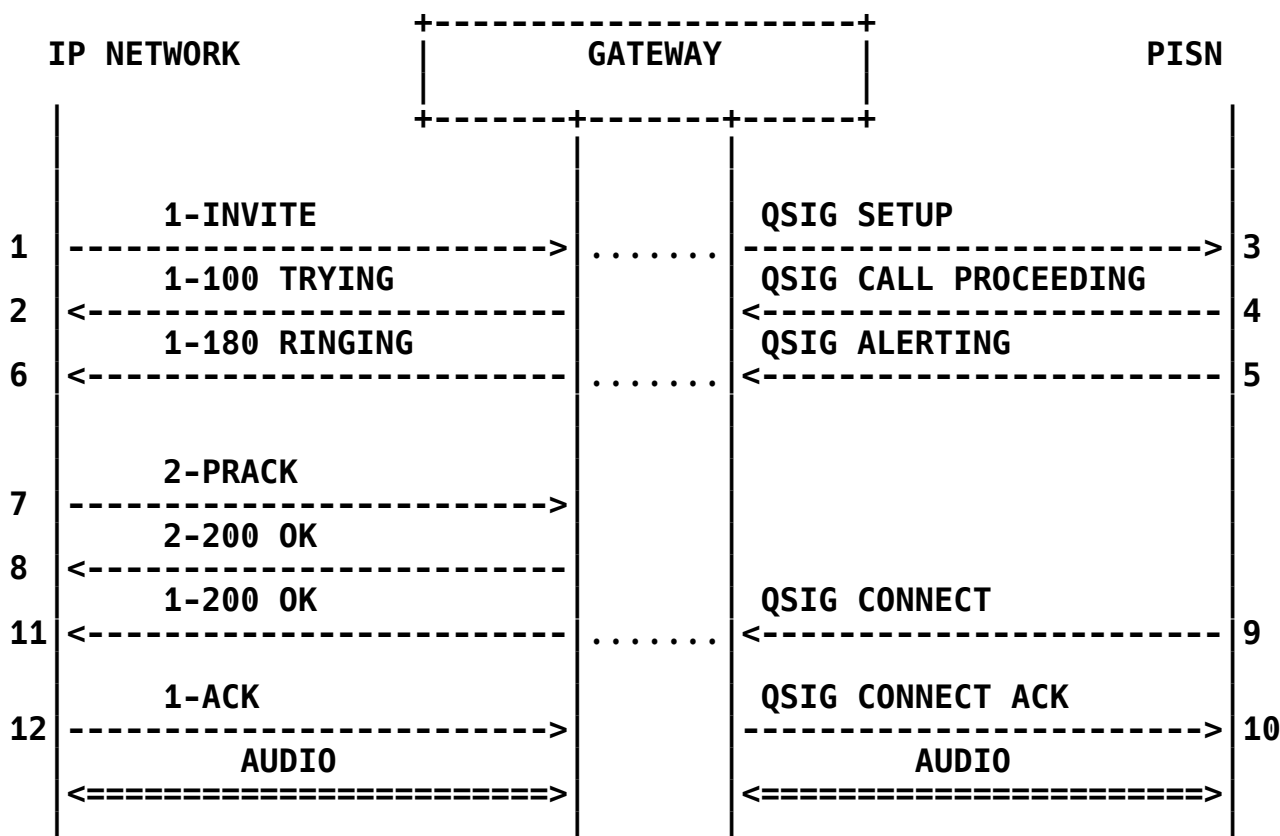 IP NETWORK GATEWAY PISN
1-INVITE QSIG SETUP
1 3
1-100 TRYING QSIG CALL PROCEEDING
2 4
1-180 RINGING QSIG ALERTING
6 5
2-PRACK
7
2-200 OK
8
1-200 OK QSIG CONNECT
11 9
1-ACK QSIG CONNECT ACK
12 10
AUDIO AUDIO